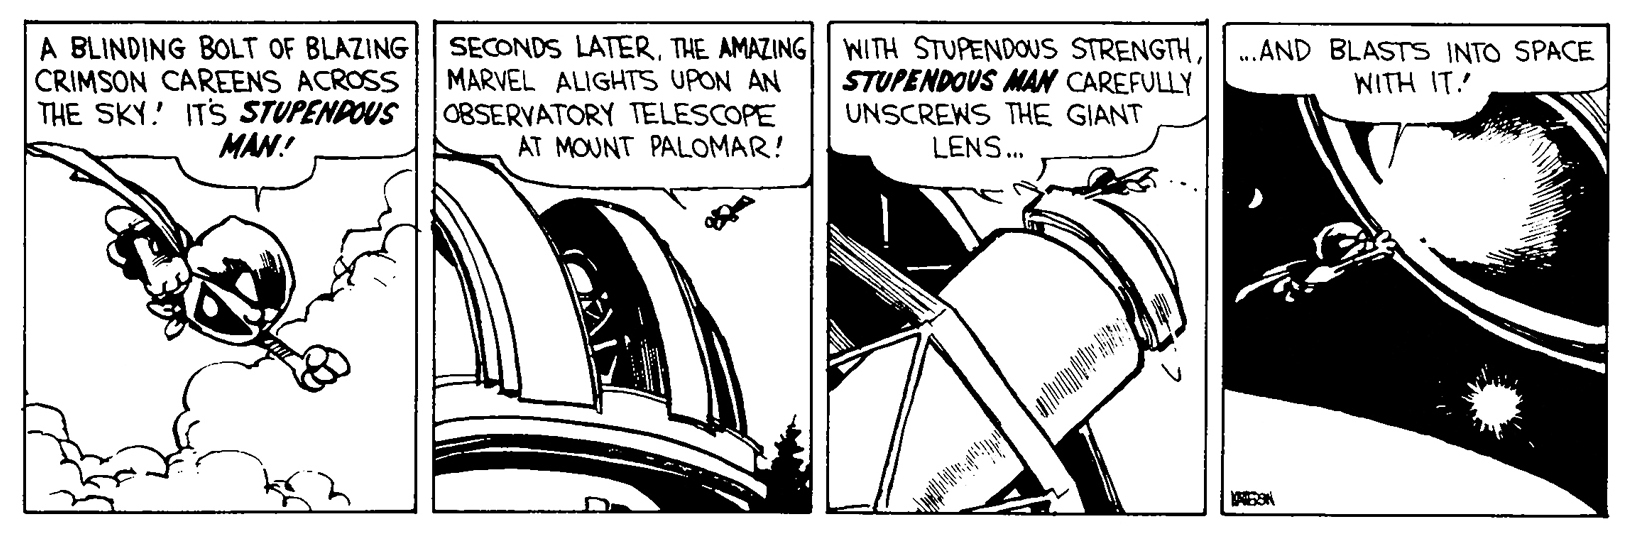 A BLINDING BOLT OF BLAZING
CRIMSON CAREENS ACROSS
THE SKY! IT'S STUPENDOUS
MAN!
SECONDS LATER, THE AMAZING
MARVEL ALIGHTS UPON AN
OBSERVATORY TELESCOPE
AT MOUNT PALOMAR!
WITH STUPENDOUS STRENGTH,
STUPENDOUS MAN CAREFULLY
UNSCREWS THE GIANT
LENS...
...AND BLASTS INTO SPACE
WITH IT!
WATTERSON